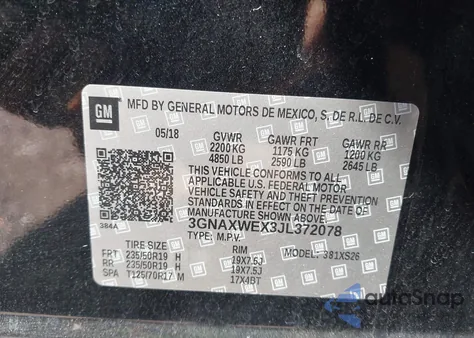 GM
MFD BY GENERAL MOTORS DE MEXICO, S. DE R.L. DE C.V.
05/18 GVWR GAWR FRT GAWR RR
2200 KG 1175 KG 1200 KG
4850 LB 2590 LB 2645 LB
THIS VEHICLE CONFORMS TO ALL
APPLICABLE U.S. FEDERAL MOTOR
VEHICLE SAFETY AND THEFT PREVENTION
STANDARDS IN EFFECT ON THE DATE OF
MANUFACTURE SHOWN ABOVE.
384A
3GNAXWEX3JL372078
TYPE: M.P.V. MODEL: 381XS26
TIRE SIZE RIM
FRT 235/50R19 H 19X7.5J
RR 235/50R19 H 19X7.5J
SPA T125/70R17 M 17X4BT
autoSnap